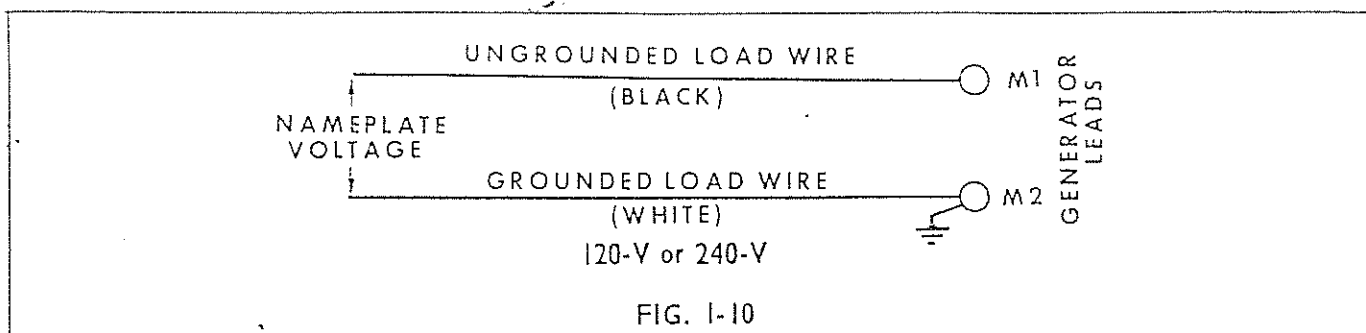 UNGROUNDED LOAD WIRE
(BLACK)
M1
NAMEPLATE
VOLTAGE
GENERATOR
LEADS
GROUNDED LOAD WIRE
(WHITE)
M2
120-V or 240-V
FIG. 1-10